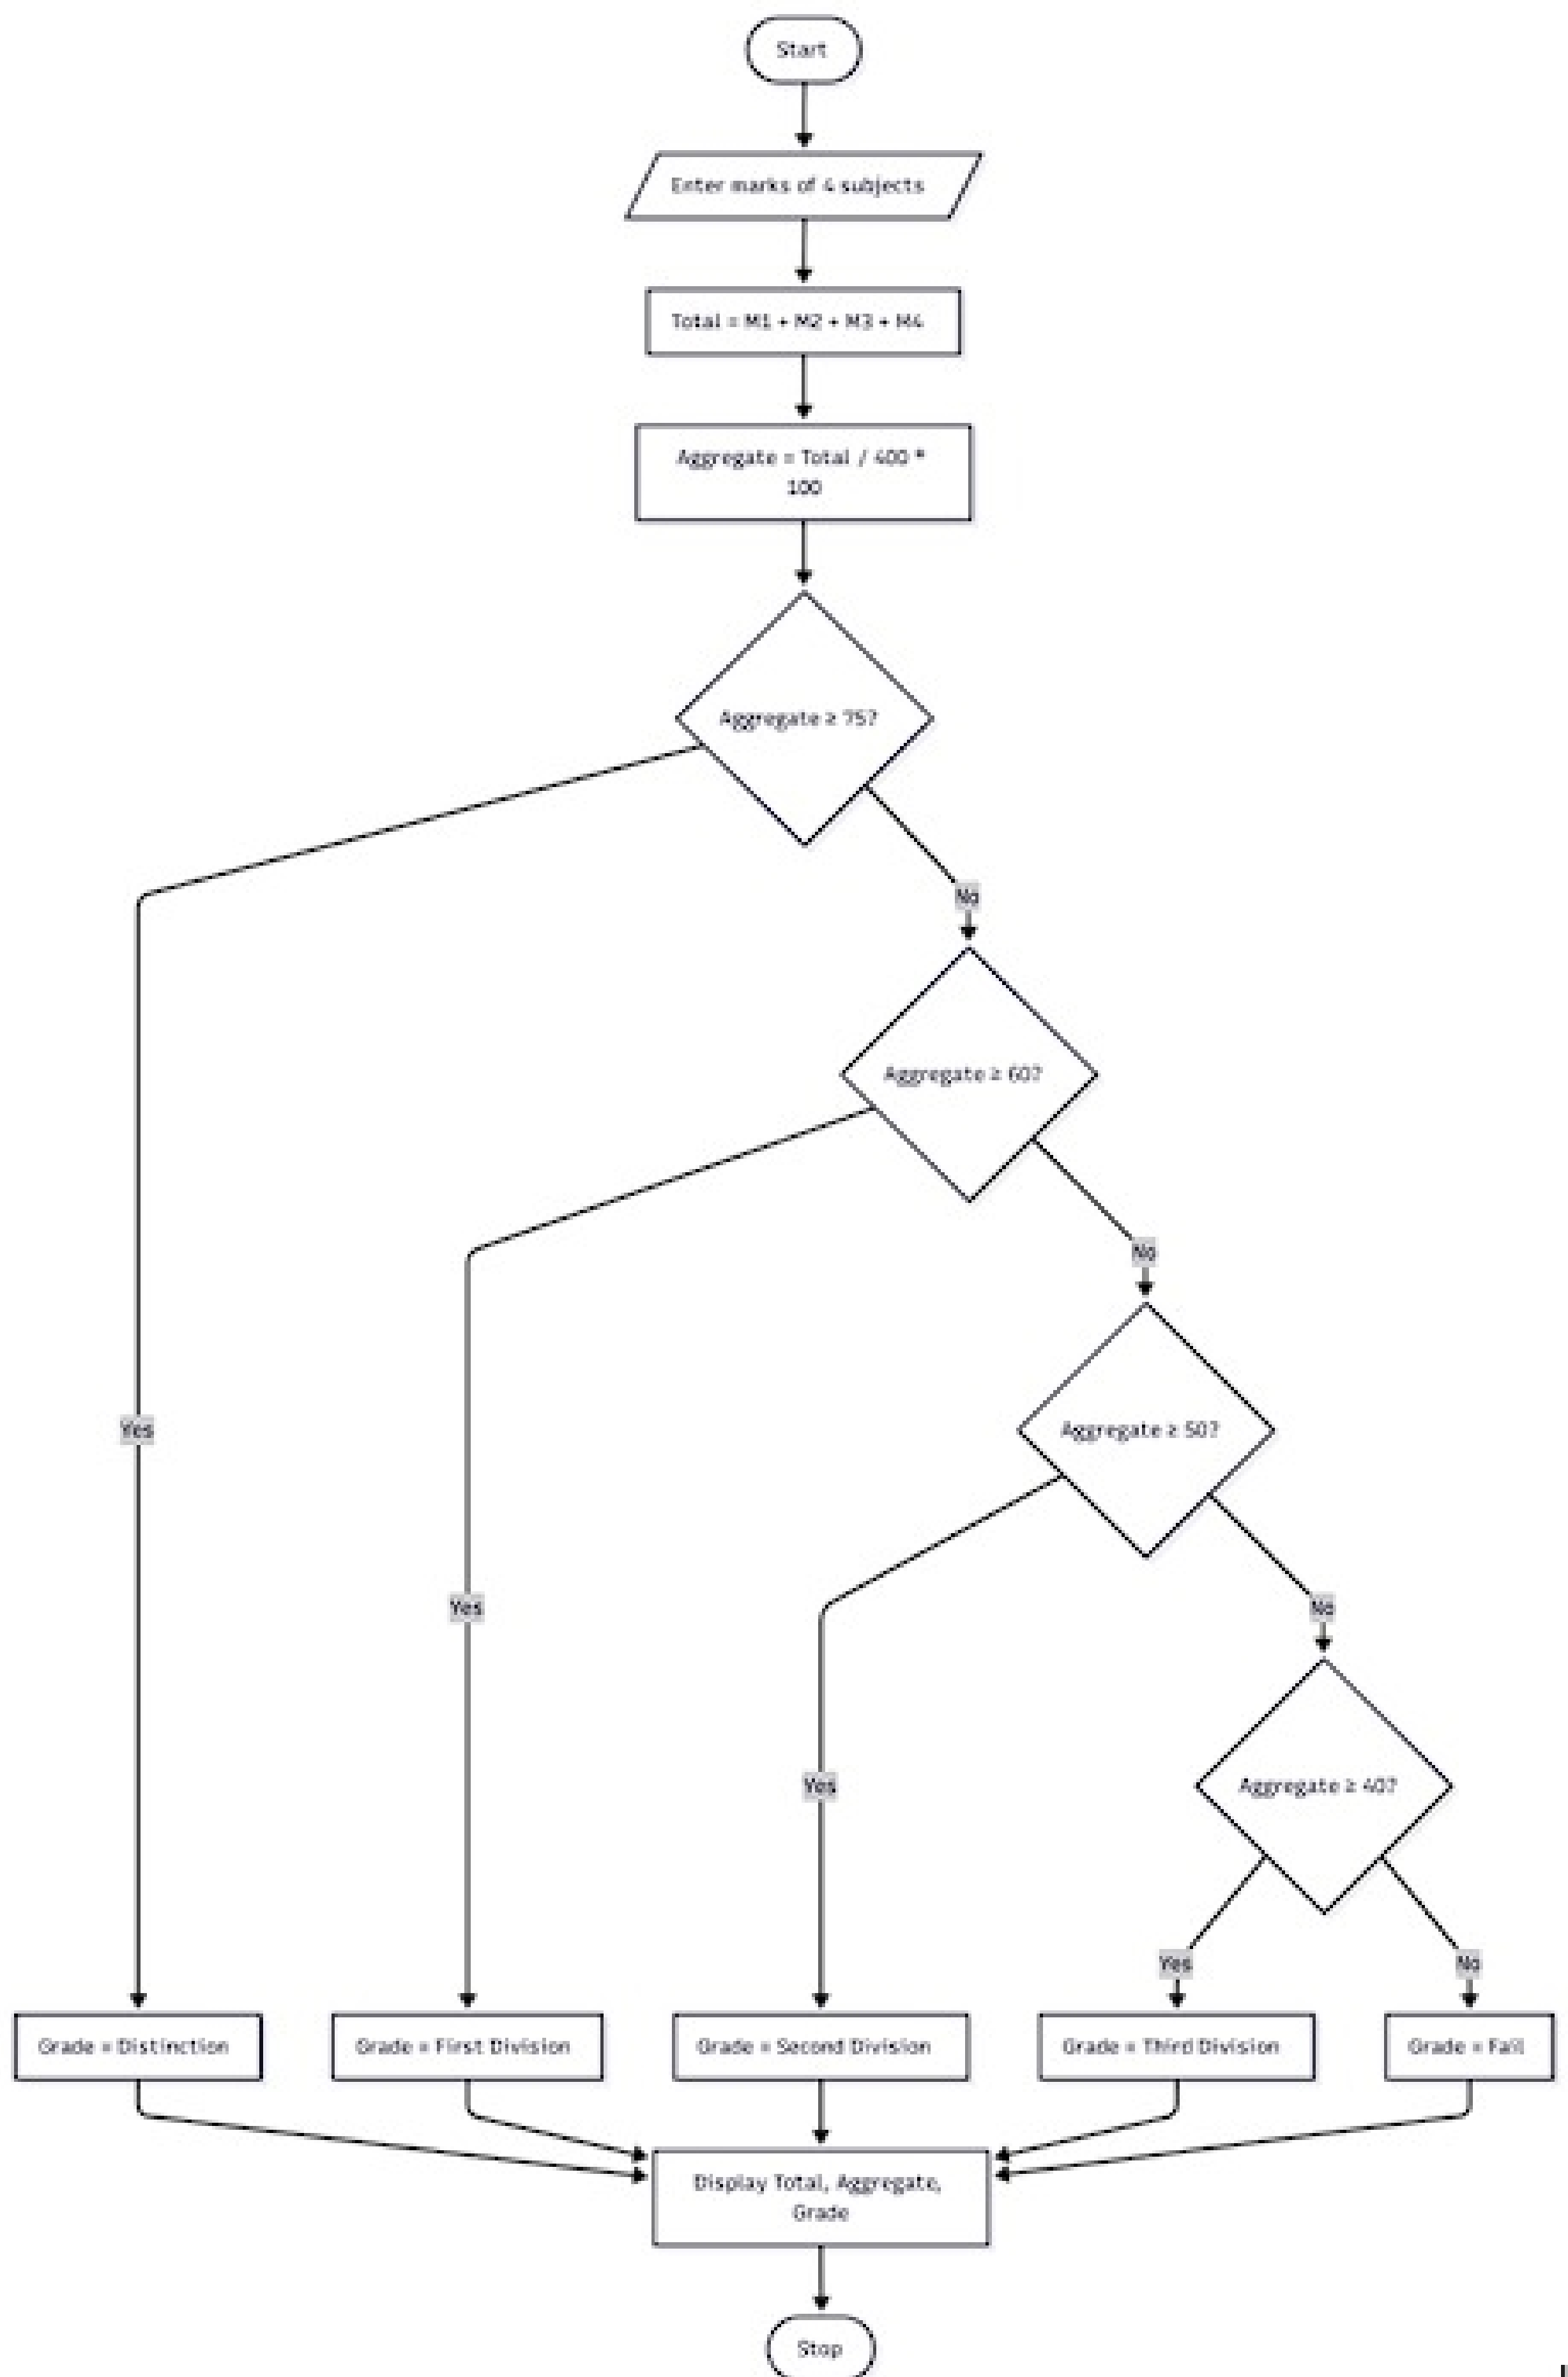 Start
Enter marks of 4 subjects
Total = M1 + M2 + M3 + M4
Aggregate = Total / 400 *
100
Aggregate ≥ 75?
No
Aggregate ≥ 60?
No
Aggregate ≥ 50?
Yes
Yes
No
Yes
Aggregate ≥ 40?
Yes
No
Grade = Distinction
Grade = First Division
Grade = Second Division
Grade = Third Division
Grade = Fail
Display Total, Aggregate,
Grade
Stop